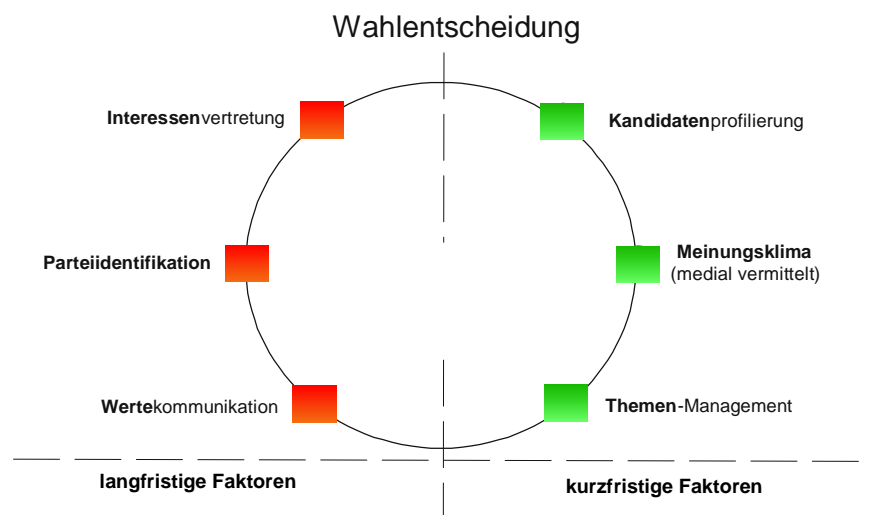 Wahlentscheidung
Interessenvertretung
Kandidatenprofilierung
Parteiidentifikation
Meinungsklima
(medial vermittelt)
Wertekommunikation
Themen-Management
langfristige Faktoren
kurzfristige Faktoren